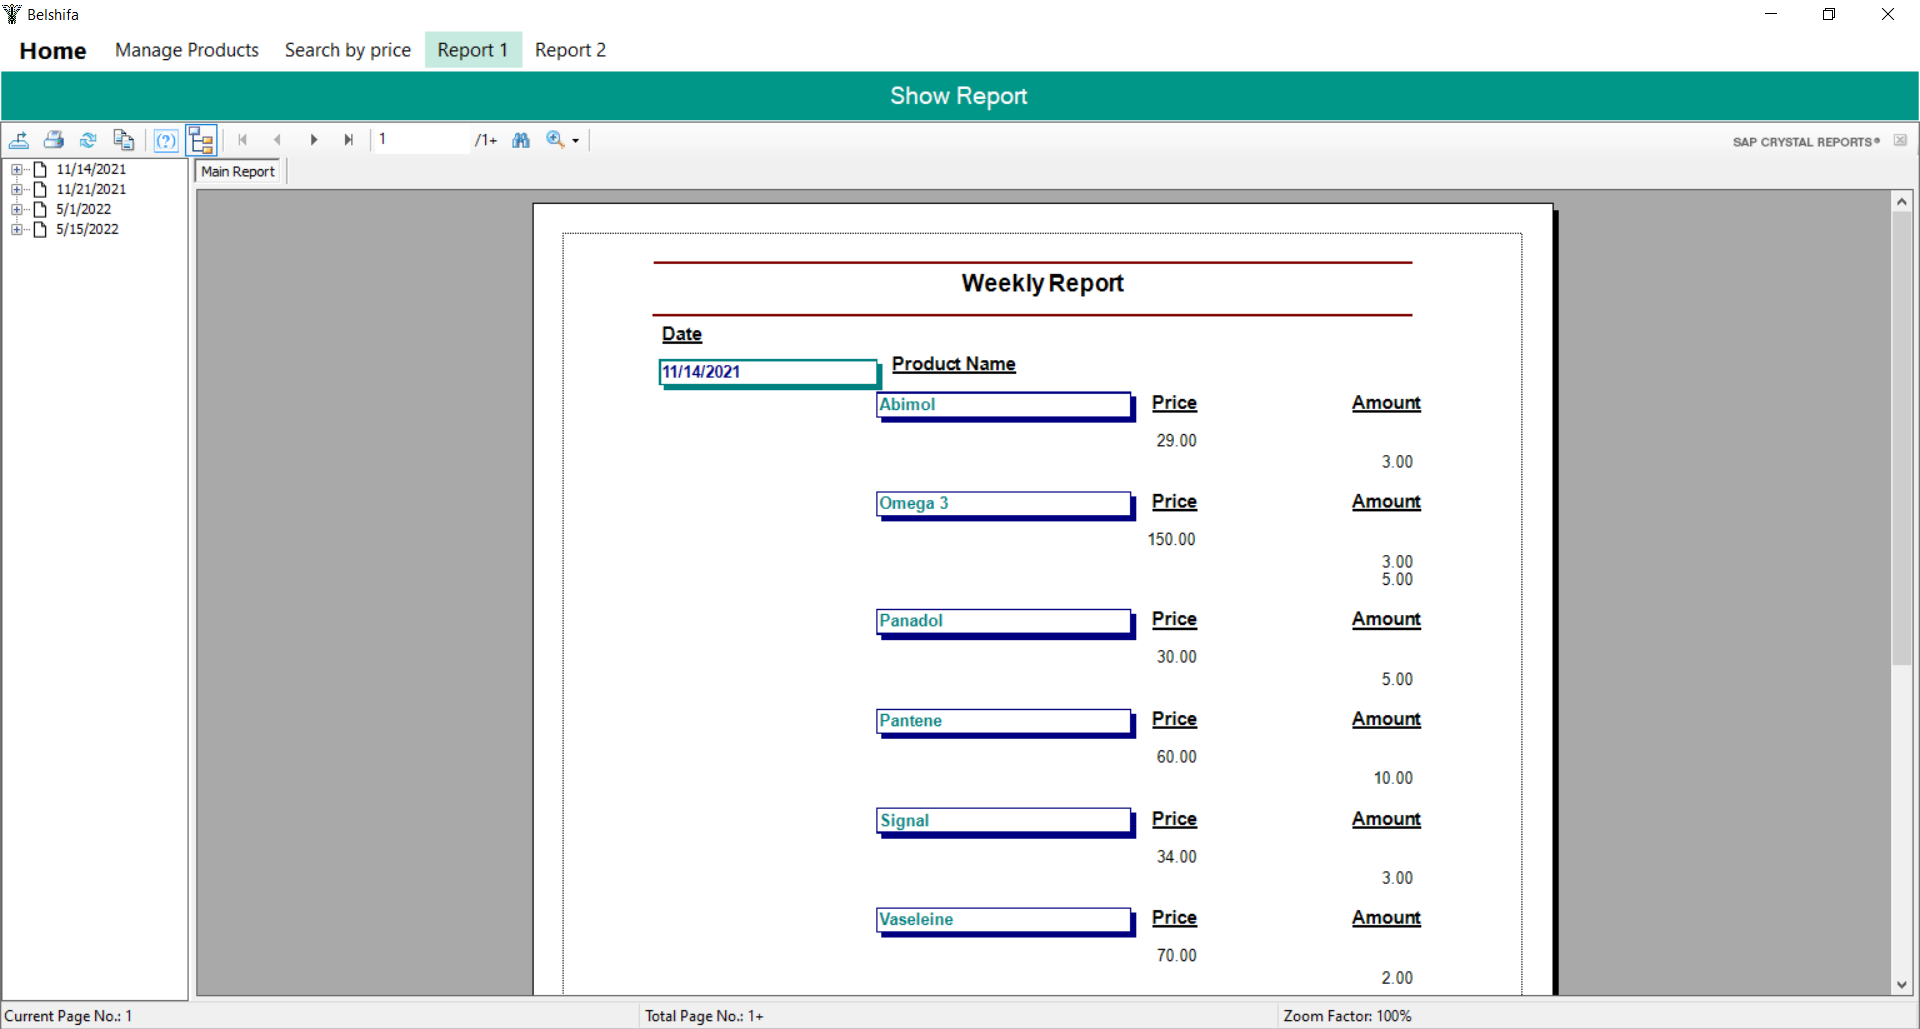 Belshifa
Home Manage Products Search by price Report 1 Report 2
Show Report
1 /1+
SAP CRYSTAL REPORTS®
11/14/2021
11/21/2021
5/1/2022
5/15/2022
Main Report
Weekly Report
Date
11/14/2021
Product Name
Abimol Price Amount
29.00
3.00
Omega 3 Price Amount
150.00
3.00
5.00
Panadol Price Amount
30.00
5.00
Pantene Price Amount
60.00
10.00
Signal Price Amount
34.00
3.00
Vaseleine Price Amount
70.00
2.00
Current Page No.: 1 Total Page No.: 1+ Zoom Factor: 100%